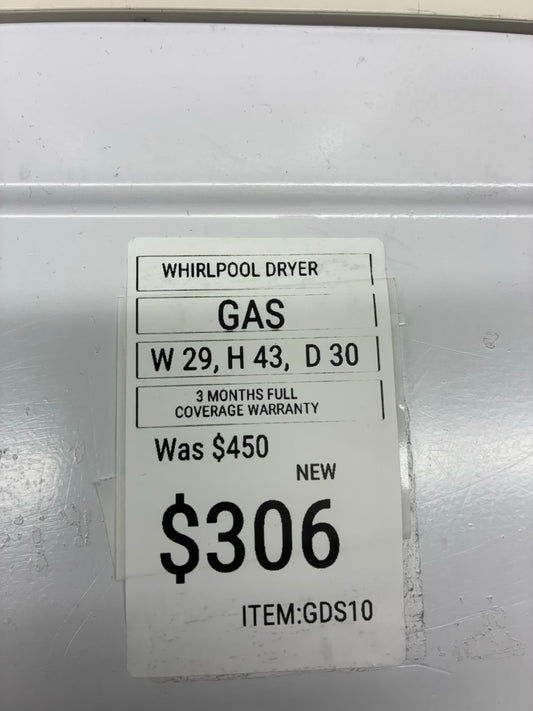 WHIRLPOOL DRYER
GAS
W 29, H 43, D 30
3 MONTHS FULL
COVERAGE WARRANTY
Was $450
NEW
$306
ITEM:GDS10